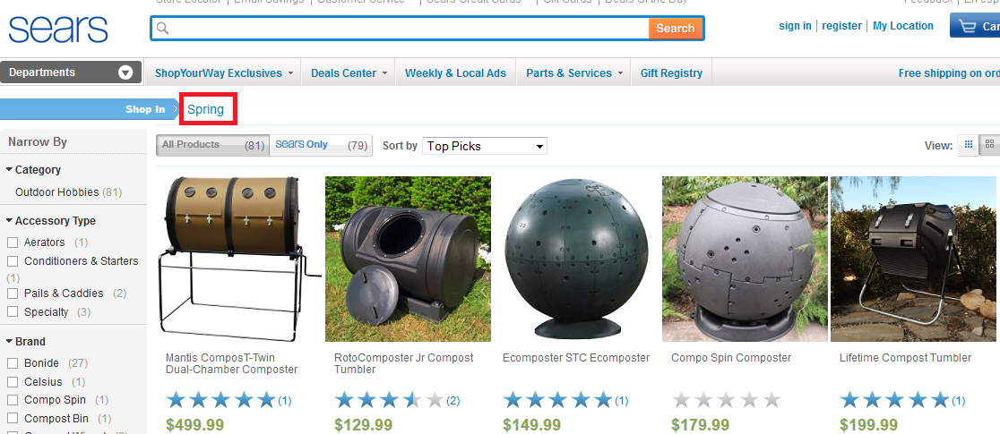 Store Locator | Email Savings | Customer Service | Sears Credit Cards | Gift Cards | Deals Of the Day Feedback | En espa
sears Search sign in | register | My Location Car
Departments ShopYourWay Exclusives Deals Center Weekly & Local Ads Parts & Services Gift Registry Free shipping on ord
Shop In Spring
Narrow By All Products (81) sears Only (79) Sort by Top Picks View:
Category
Outdoor Hobbies (81)
Accessory Type
Aerators (1)
Conditioners & Starters
(1)
Pails & Caddies (2)
Specialty (3)
Brand
Bonide (27)
Celsius (1)
Compo Spin (1)
Compost Bin (1)
Mantis ComposT-Twin
Dual-Chamber Composter
(1)
$499.99
RotoComposter Jr Compost
Tumbler
(2)
$129.99
Ecomposter STC Ecomposter
(1)
$149.99
Compo Spin Composter
$179.99
Lifetime Compost Tumbler
(1)
$199.99